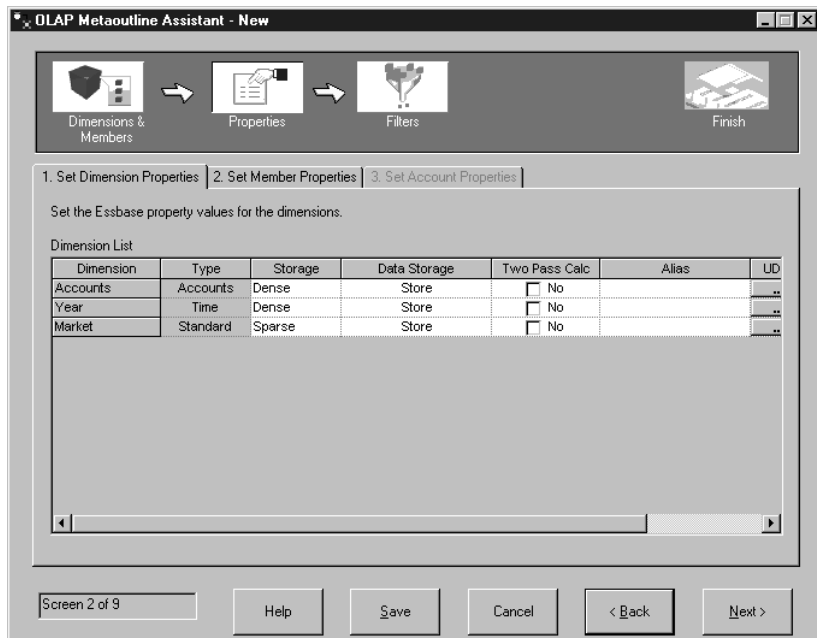 OLAP Metaoutline Assistant - New
Dimensions & Members
Properties
Filters
Finish
1. Set Dimension Properties
2. Set Member Properties
3. Set Account Properties
Set the Essbase property values for the dimensions.
Dimension List
Dimension Type Storage Data Storage Two Pass Calc Alias UD
Accounts Accounts Dense Store No ..
Year Time Dense Store No ..
Market Standard Sparse Store No ..
Screen 2 of 9
Help
Save
Cancel
< Back
Next >